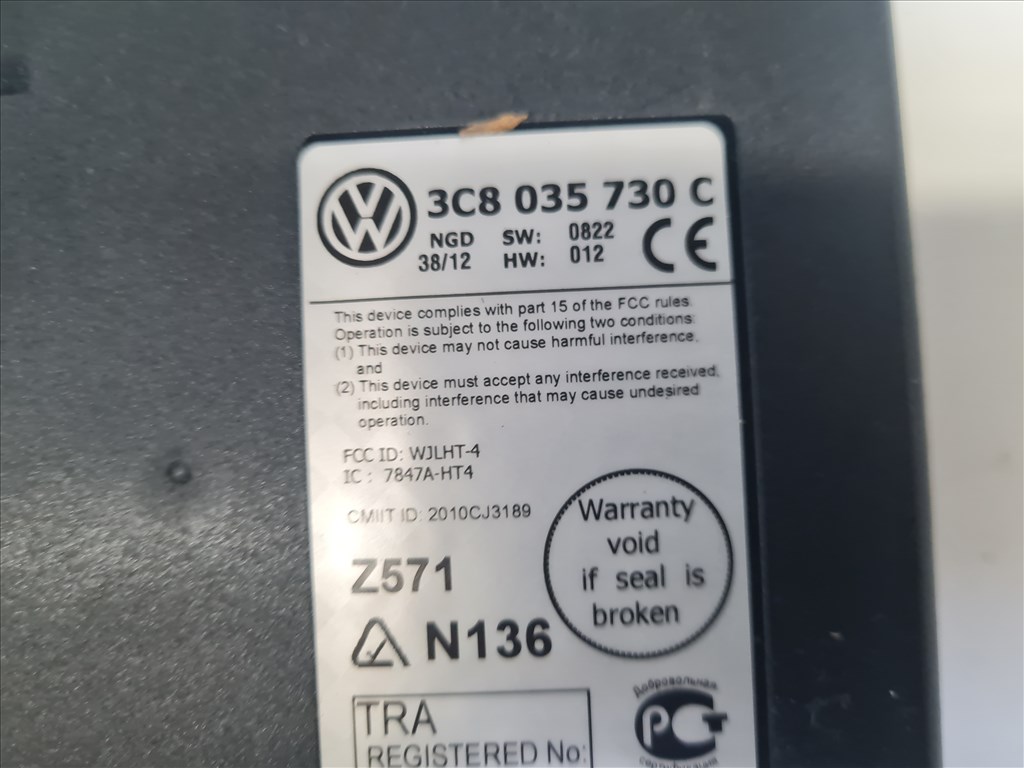 3C8 035 730 C
NGD SW: 0822
38/12 HW: 012
CE
This device complies with part 15 of the FCC rules.
Operation is subject to the following two conditions:
(1) This device may not cause harmful interference,
and
(2) This device must accept any interference received,
including interference that may cause undesired
operation.
FCC ID: WJLHT-4
IC : 7847A-HT4
CMIIT ID: 2010CJ3189
Z571
N136
Warranty
void
if seal is
broken
TRA
REGISTERED No:
Добровольная
РСТ
сертификация